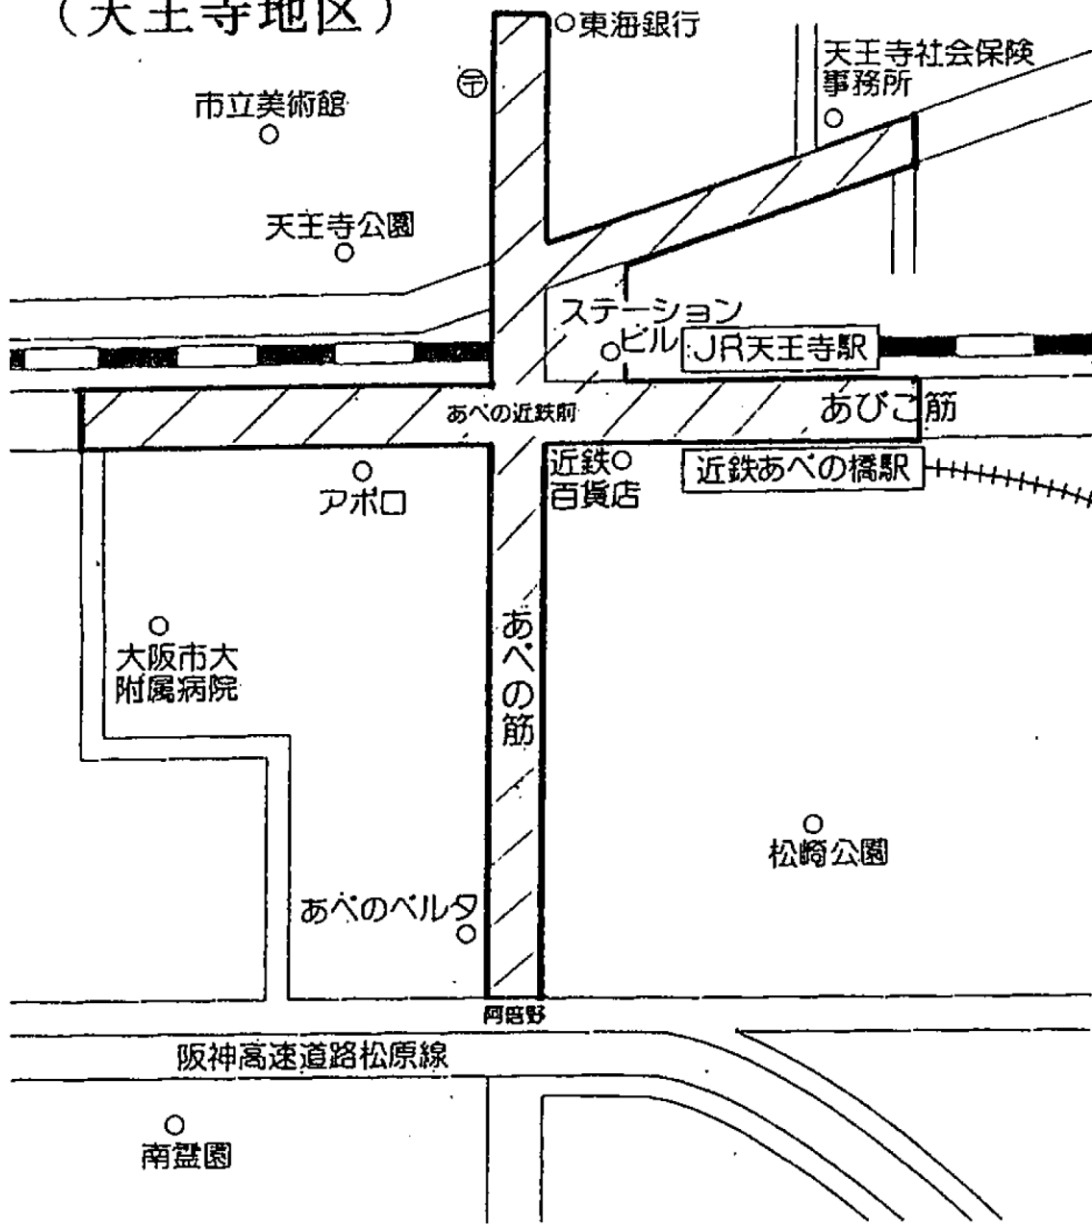 (天王寺地区)
東海銀行
〒
天王寺社会保険
事務所
市立美術館
天王寺公園
ステーション
ビル
JR天王寺駅
あべの近鉄前
あびこ筋
近鉄
百貨店
近鉄あべの橋駅
アポロ
あべの筋
大阪市大
附属病院
松崎公園
あべのベルタ
阿倍野
阪神高速道路松原線
南霊園